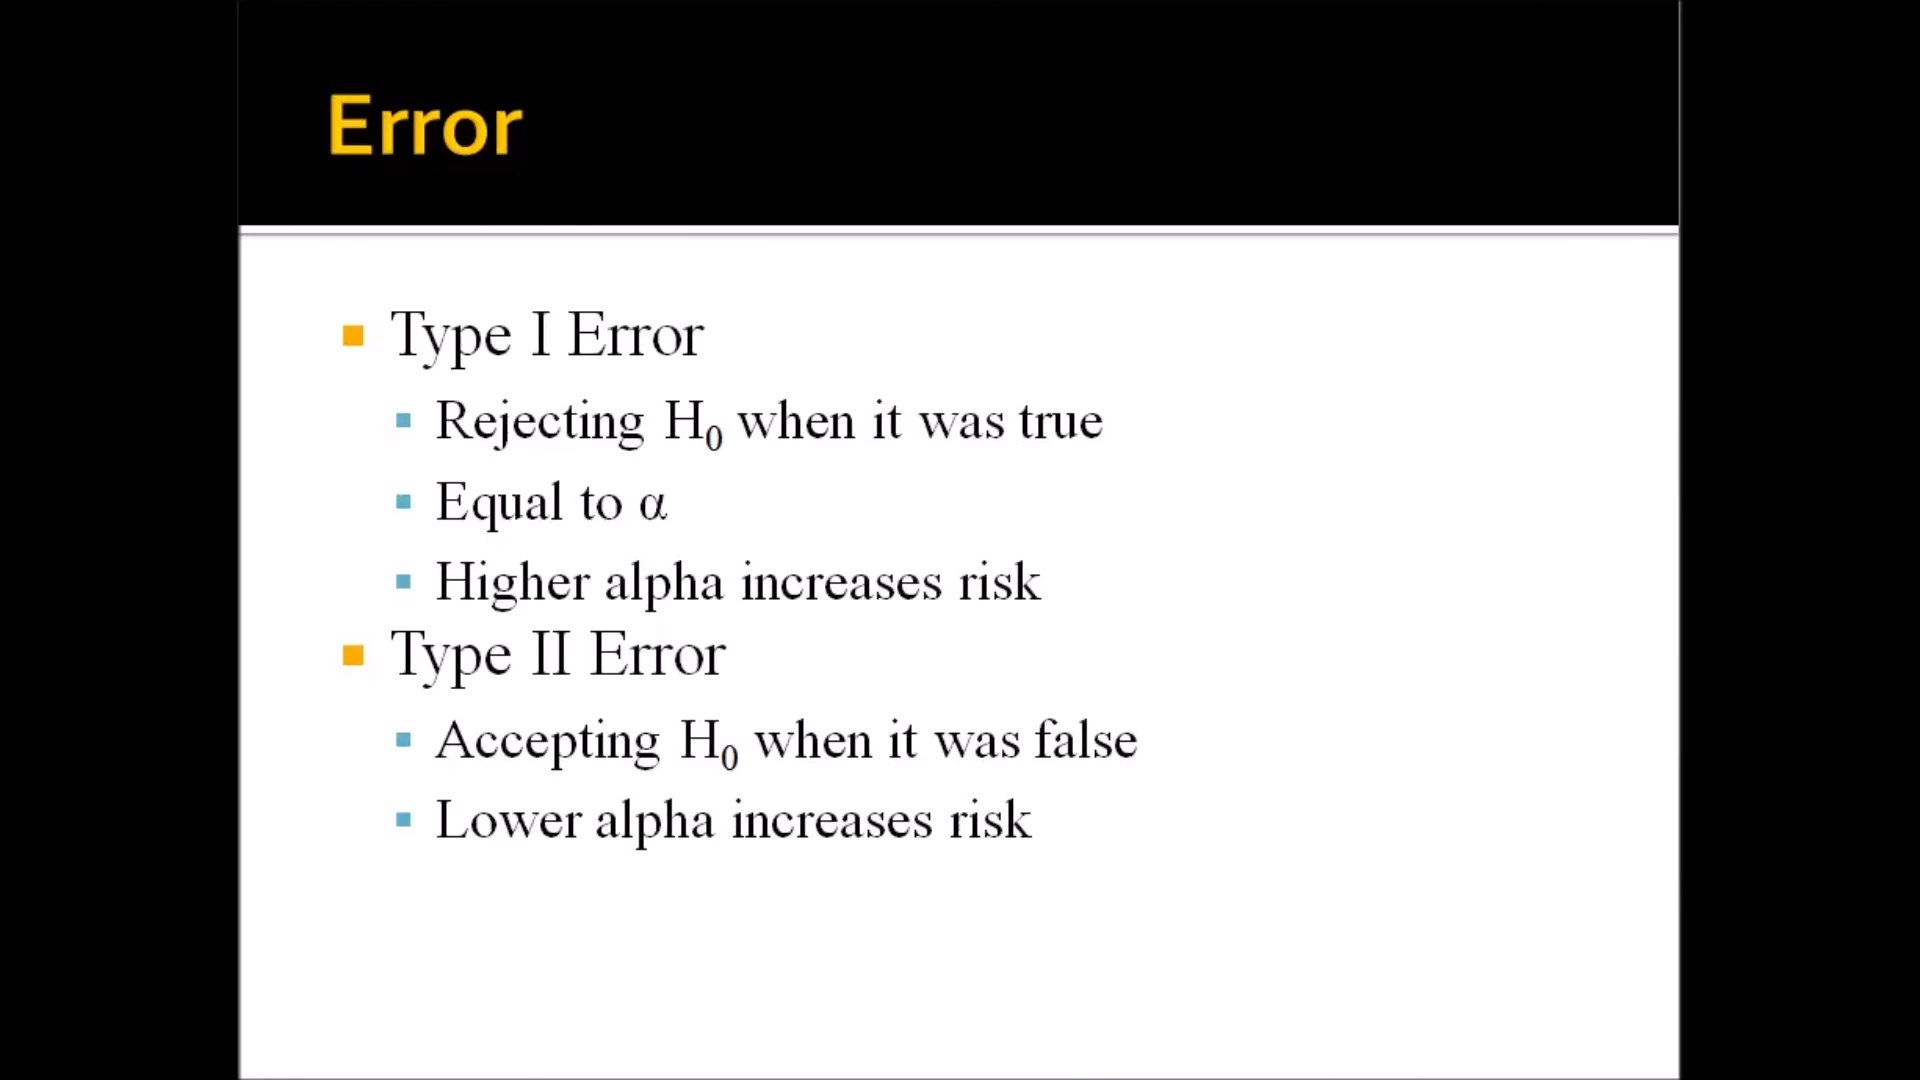 Error
Type I Error
Rejecting H₀ when it was true
Equal to α
Higher alpha increases risk
Type II Error
Accepting H₀ when it was false
Lower alpha increases risk